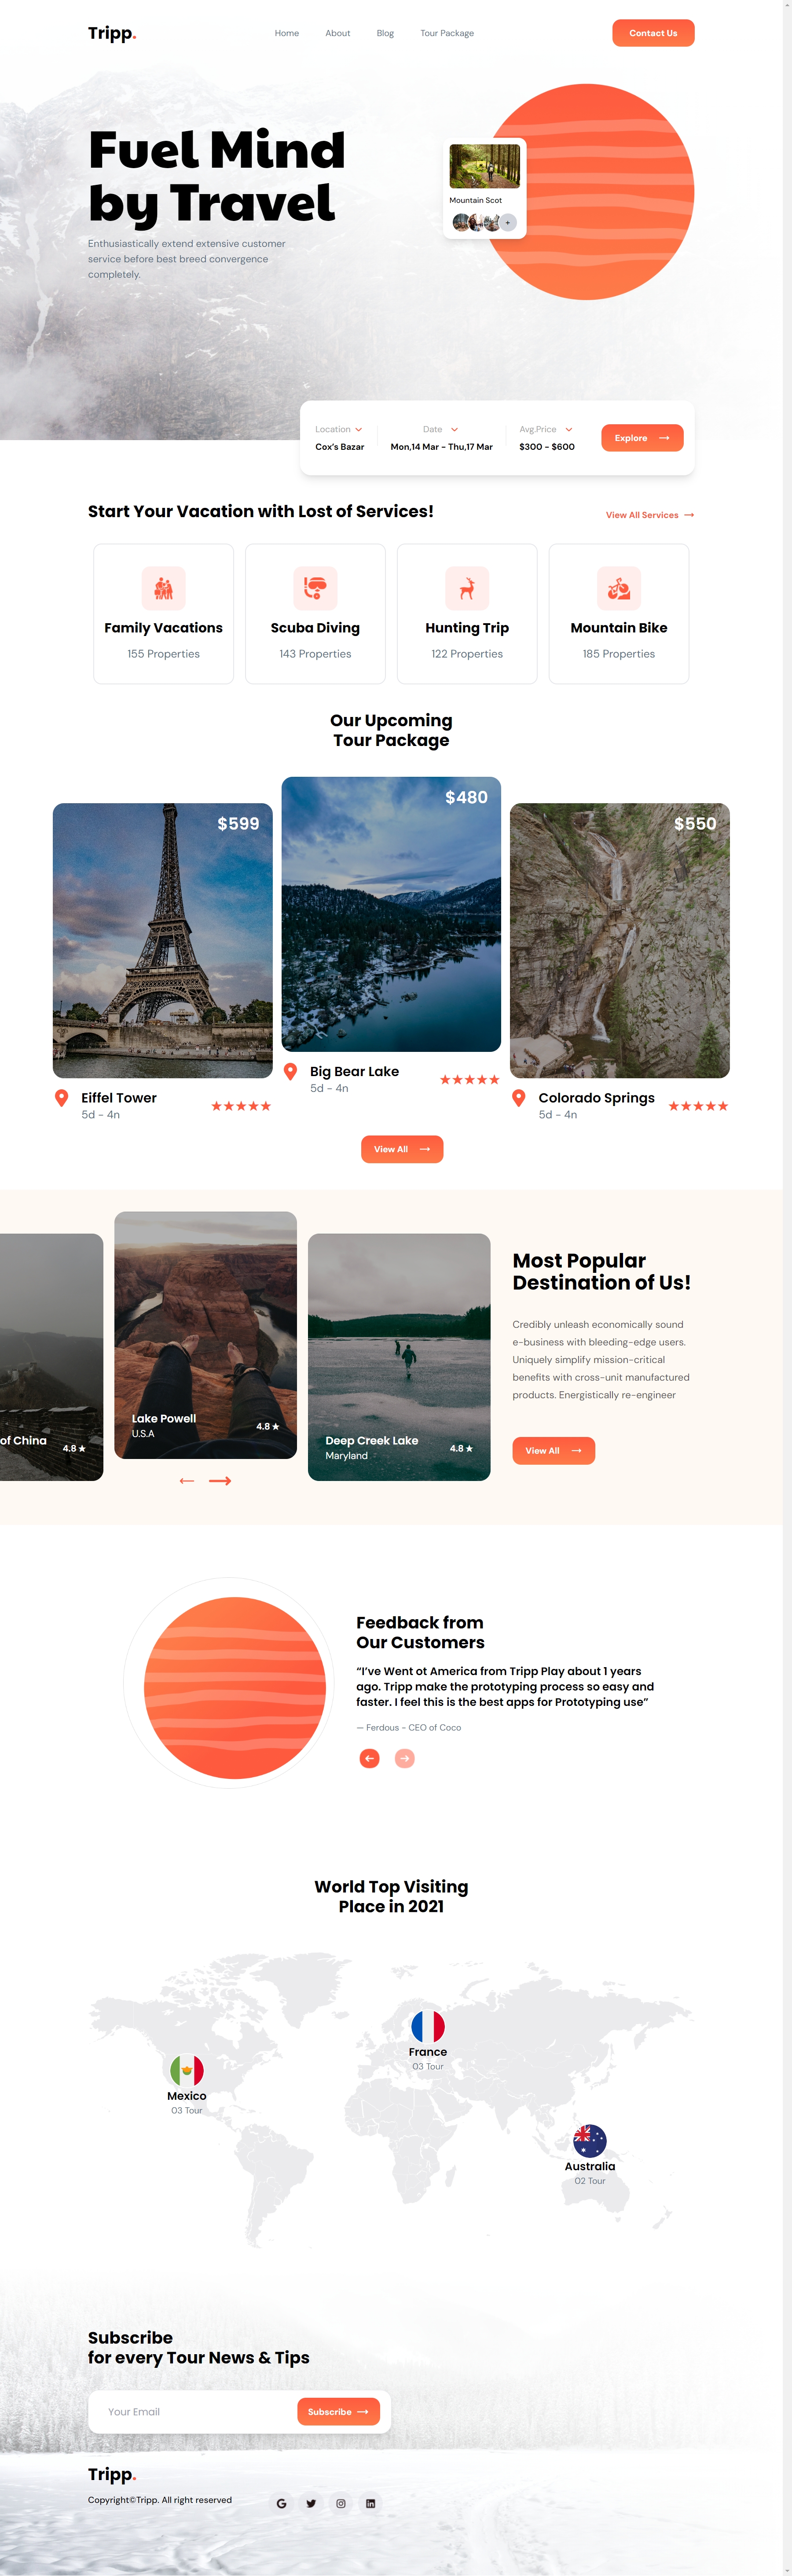 Tripp.
Home
About
Blog
Tour Package
Contact Us
Fuel Mind
by Travel
Enthusiastically extend extensive customer
service before best breed convergence
completely.
Mountain Scot
+
Location
Date
Avg.Price
Cox's Bazar
Mon,14 Mar - Thu,17 Mar
$300 - $600
Explore
Start Your Vacation with Lost of Services!
View All Services
Family Vacations
155 Properties
Scuba Diving
143 Properties
Hunting Trip
122 Properties
Mountain Bike
185 Properties
Our Upcoming
Tour Package
$599
Eiffel Tower
5d - 4n
$480
Big Bear Lake
5d - 4n
$550
Colorado Springs
5d - 4n
View All
of China
4.8
Lake Powell
U.S.A
4.8
Deep Creek Lake
Maryland
4.8
Most Popular
Destination of Us!
Credibly unleash economically sound
e-business with bleeding-edge users.
Uniquely simplify mission-critical
benefits with cross-unit manufactured
products. Energistically re-engineer
View All
Feedback from
Our Customers
“I’ve Went ot America from Tripp Play about 1 years
ago. Tripp make the prototyping process so easy and
faster. I feel this is the best apps for Prototyping use”
— Ferdous - CEO of Coco
World Top Visiting
Place in 2021
France
03 Tour
Mexico
03 Tour
Australia
02 Tour
Subscribe
for every Tour News & Tips
Your Email
Subscribe
Tripp.
Copyright©Tripp. All right reserved